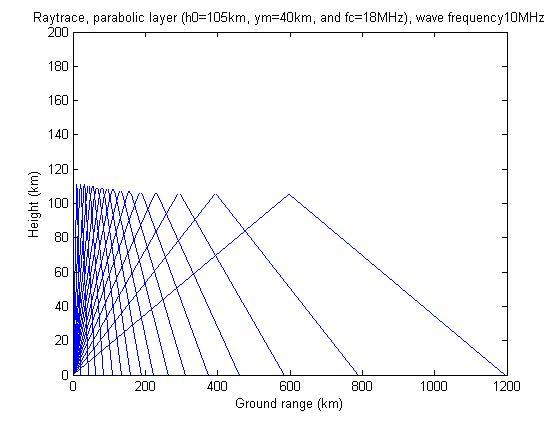 Raytrace, parabolic layer (h0=105km, ym=40km, and fc=18MHz), wave frequency10MHz
200
180
160
140
120
100
80
60
40
20
0
Height (km)
0 200 400 600 800 1000 1200
Ground range (km)